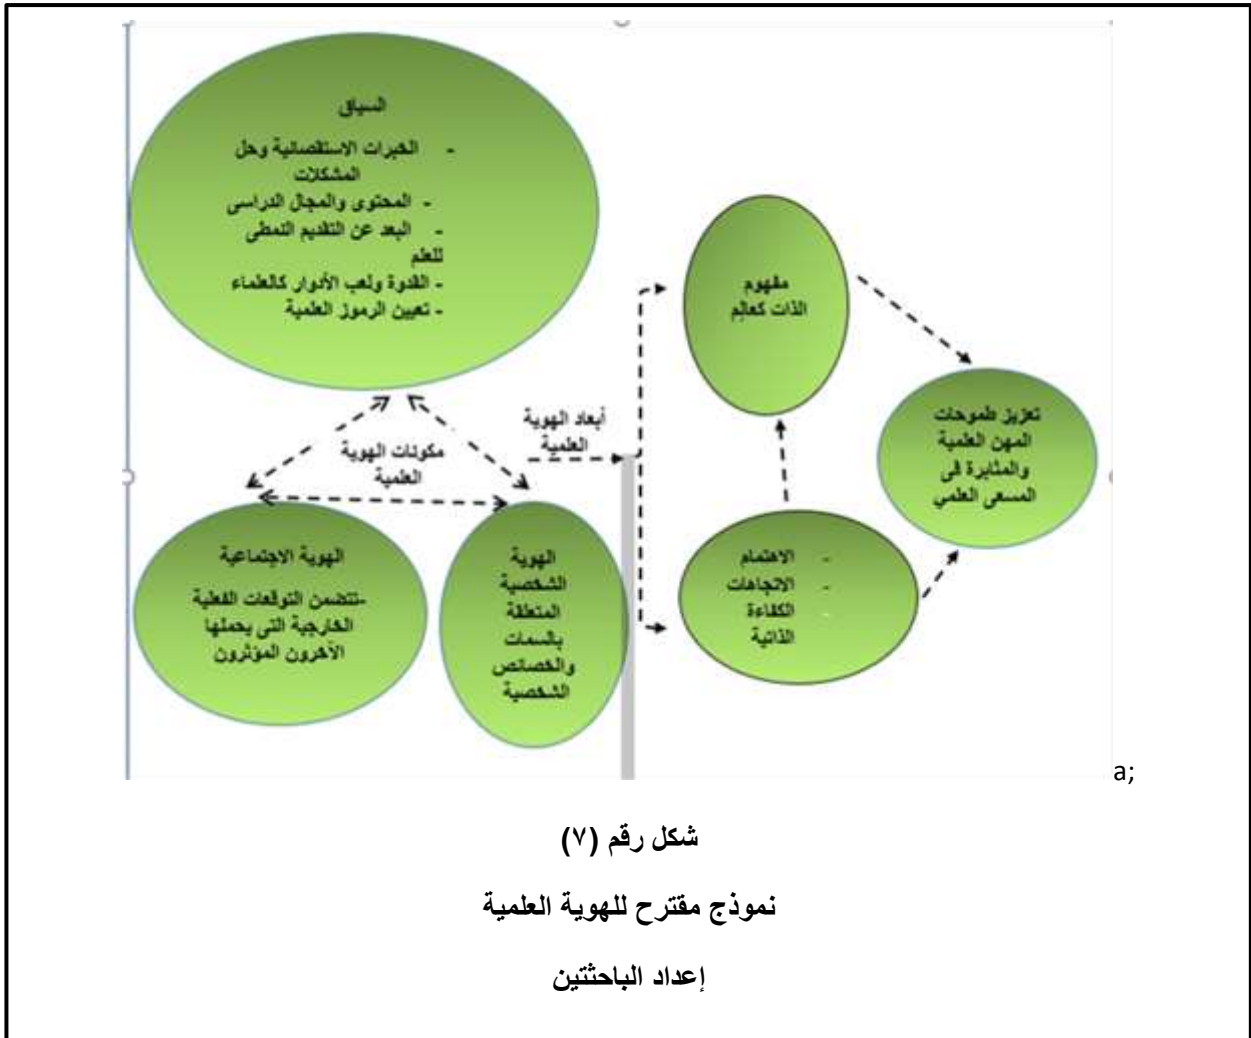 السياق
- الخبرات الاستقصائية وحل
المشكلات
- المحتوى والمجال الدراسى
- البعد عن التقديم النمطى
للعلم
- القدوة ولعب الأدوار كالعلماء
- تعيين الرموز العلمية
مكونات الهوية
العلمية
الهوية الاجتماعية
-تتضمن التوقعات الفعلية
الخارجية التى يحملها
الآخرون المؤثرون
الهوية
الشخصية
المتعلقة
بالسمات
والخصائص
الشخصية
أبعاد الهوية
العلمية
مفهوم
الذات كعالِم
- الاهتمام
- الاتجاهات
- الكفاءة
الذاتية
تعزيز طموحات
المهن العلمية
والمثابرة فى
المسعى العلمي
a;
شكل رقم (٧)
نموذج مقترح للهوية العلمية
إعداد الباحثتين